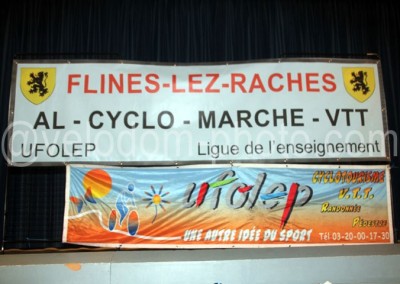 FLINES-LEZ-RACHES
AL - CYCLO - MARCHE - VTT
UFOLEP Ligue de l'enseignement
@velodom-photo.com
ufolep
CYCLOTOURISME
V.T.T.
RANDONNÉE
PÉDESTRE
UNE AUTRE IDÉE DU SPORT
Tél 03-20-00-17-30